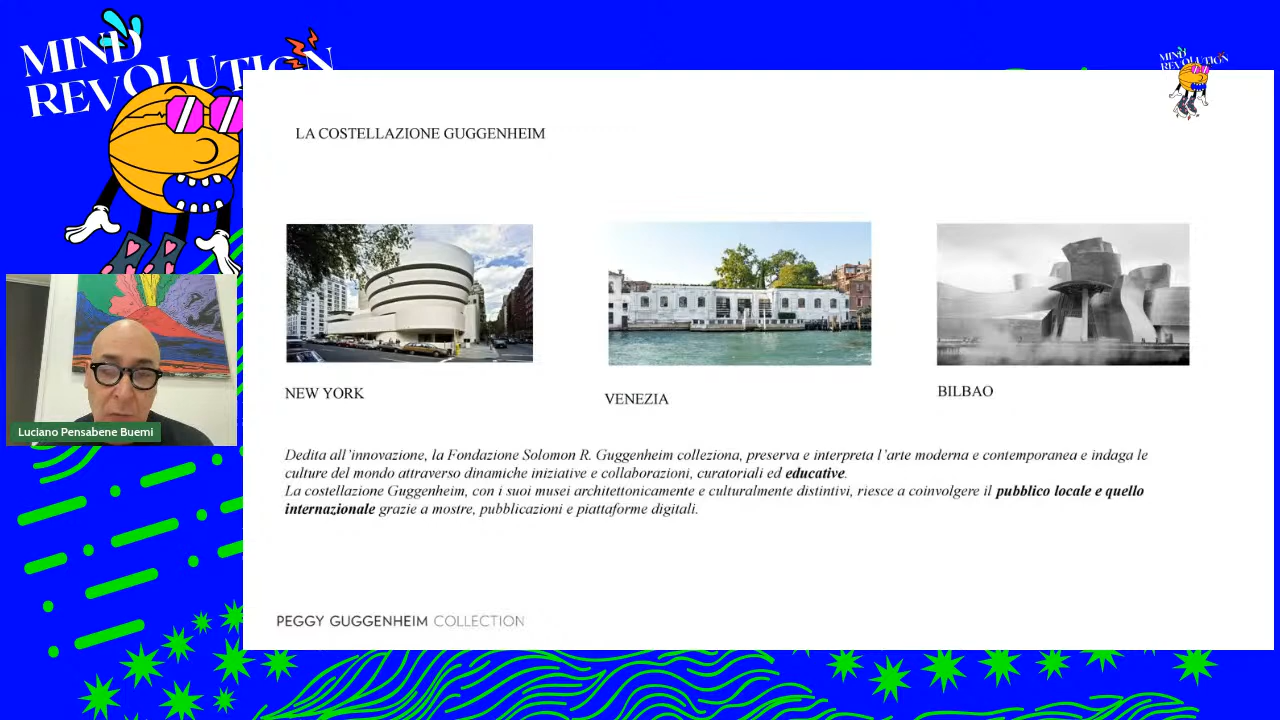 MIND
REVOLUTION
MIND
REVOLUTION
LA COSTELLAZIONE GUGGENHEIM
NEW YORK
VENEZIA
BILBAO
Luciano Pensabene Buemi
Dedita all'innovazione, la Fondazione Solomon R. Guggenheim colleziona, preserva e interpreta l'arte moderna e contemporanea e indaga le
culture del mondo attraverso dinamiche iniziative e collaborazioni, curatoriali ed educative.
La costellazione Guggenheim, con i suoi musei architettonicamente e culturalmente distintivi, riesce a coinvolgere il pubblico locale e quello
internazionale grazie a mostre, pubblicazioni e piattaforme digitali.
PEGGY GUGGENHEIM COLLECTION